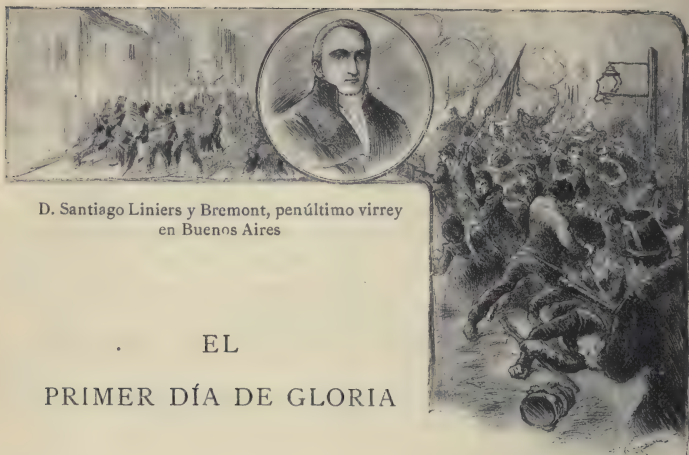 D. Santiago Liniers y Bremont, penúltimo virrey
en Buenos Aires
EL
PRIMER DÍA DE GLORIA